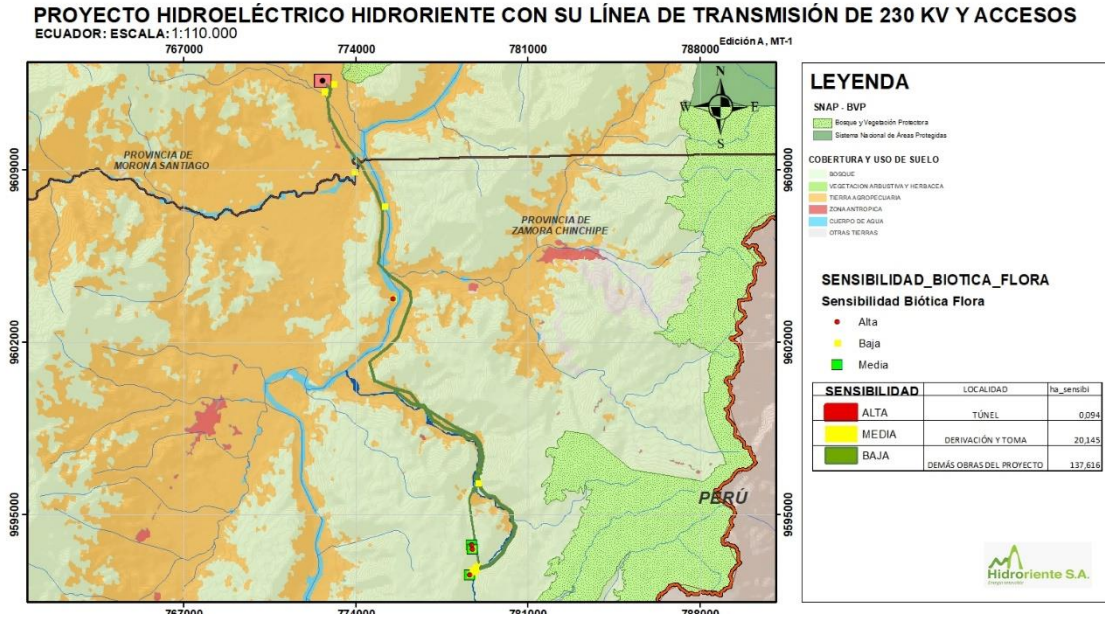 PROYECTO HIDROELÉCTRICO HIDRORIENTE CON SU LÍNEA DE TRANSMISIÓN DE 230 KV Y ACCESOS
ECUADOR: ESCALA: 1:110.000
Edición A, MT-1
767000 774000 781000 788000
N
W E
S
9609000 9609000
9602000 9602000
9595000 9595000
PROVINCIA DE
MORONA SANTIAGO
PROVINCIA DE
ZAMORA CHINCHIPE
PERÚ
767000 774000 781000 788000
LEYENDA
SNAP - BVP
Bosque y Vegetación Protectora
Sistema Nacional de Areas Protegidas
COBERTURA Y USO DE SUELO
BOSQUE
VEGETACION ARBUSTIVA Y HERBACEA
TIERRA AGROPECUARIA
ZONA ANTROPICA
CUERPO DE AGUA
OTRAS TIERRAS
SENSIBILIDAD_BIOTICA_FLORA
Sensibilidad Biótica Flora
Alta
Baja
Media
SENSIBILIDAD LOCALIDAD ha_sensibi
ALTA TÚNEL 0,094
MEDIA DERIVACIÓN Y TOMA 20,145
BAJA DEMÁS OBRAS DEL PROYECTO 137,616
Hidroriente S.A.